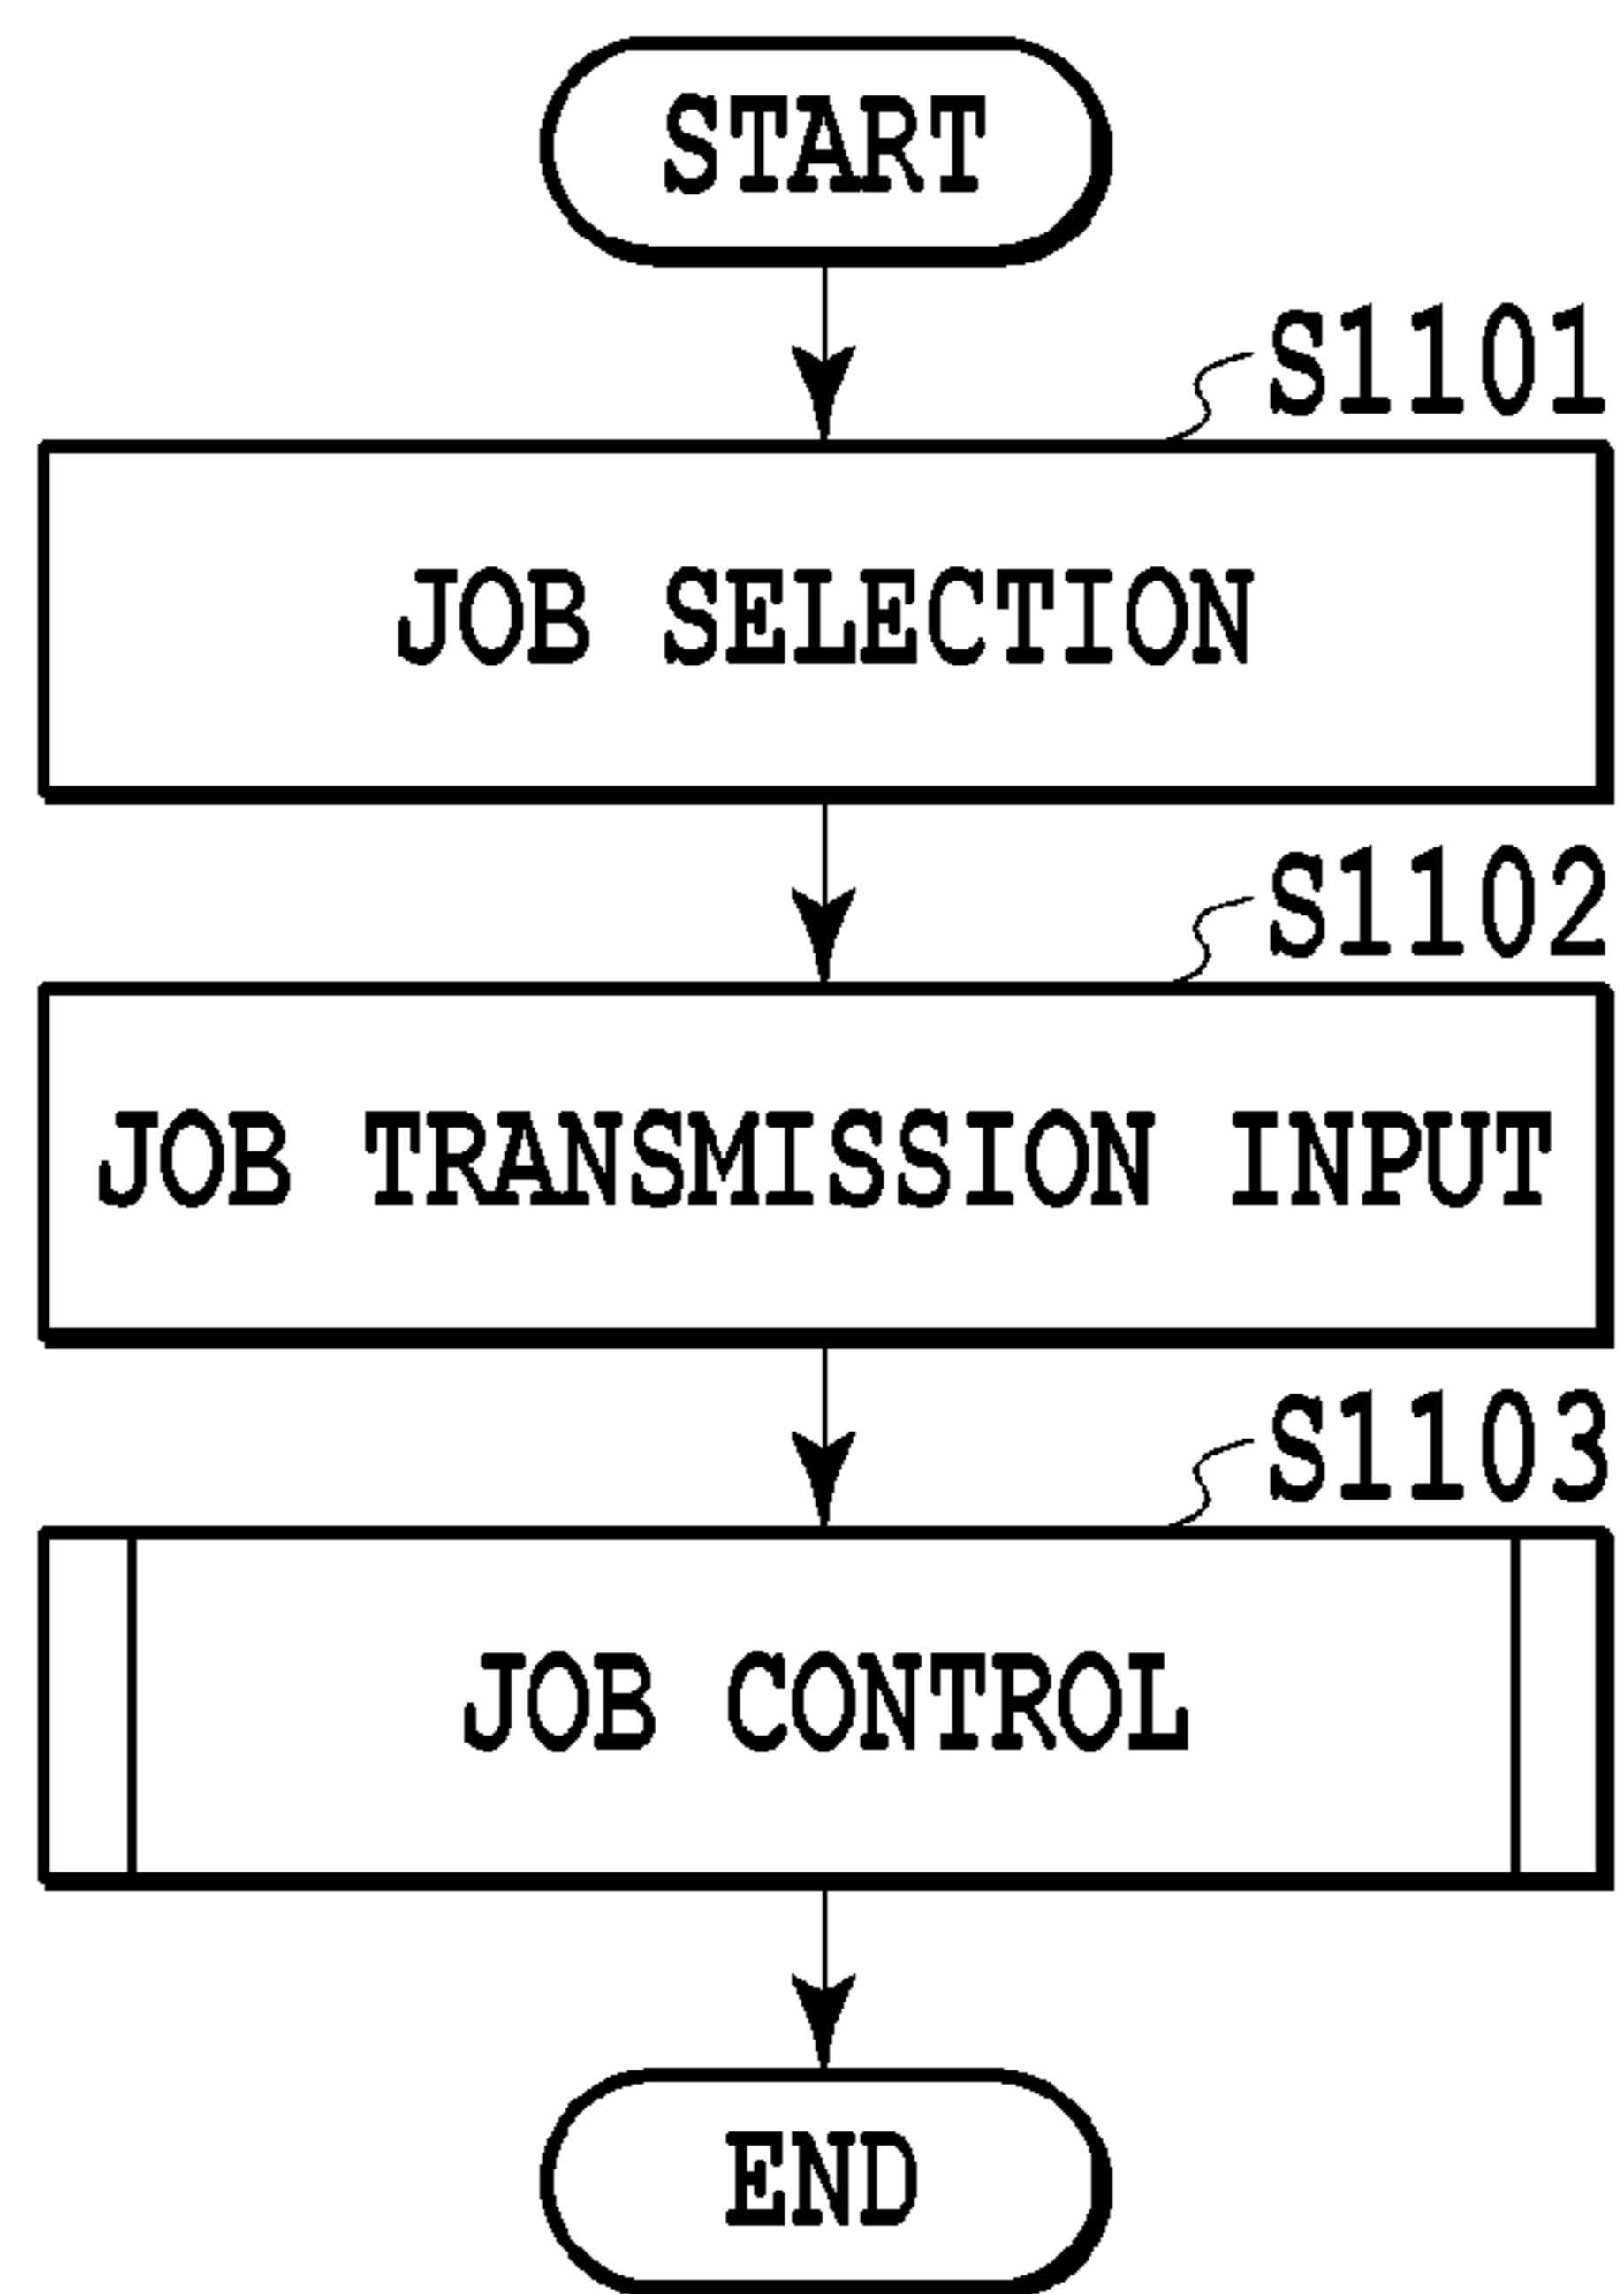 START
S1101
JOB SELECTION
S1102
JOB TRANSMISSION INPUT
S1103
JOB CONTROL
END